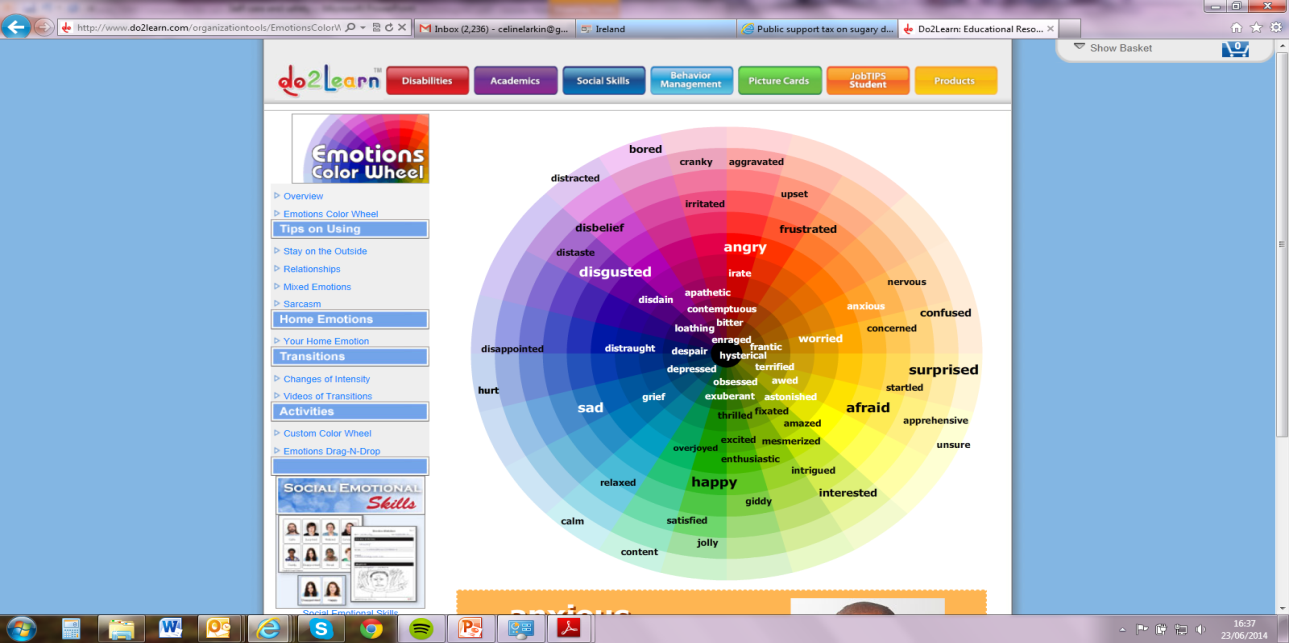 http://www.do2learn.com/organizationtools/EmotionsColorW
Inbox (2,236) - celinelarkin@g...
Ireland
Public support tax on sugary d...
Do2Learn: Educational Reso...
Show Basket
0
do2learn™
Disabilities
Academics
Social Skills
Behavior
Management
Picture Cards
JobTIPS
Student
Products
Emotions
Color Wheel
Overview
Emotions Color Wheel
Tips on Using
Stay on the Outside
Relationships
Mixed Emotions
Sarcasm
Home Emotions
Your Home Emotion
Transitions
Changes of Intensity
Videos of Transitions
Activities
Custom Color Wheel
Emotions Drag-N-Drop
SOCIAL EMOTIONAL
Skills
Social Emotional Skills
bored
cranky aggravated
distracted
upset
irritated
disbelief
frustrated
angry
distaste
disgusted
irate
nervous
apathetic
disdain
anxious
contemptuous
confused
bitter
loathing
concerned
enraged
worried
frantic
disappointed
distraught
despair
hysterical
terrified
depressed
surprised
obsessed
awed
startled
hurt
grief
exuberant
astonished
sad
afraid
thrilled
fixated
amazed
apprehensive
excited
mesmerized
unsure
overjoyed
enthusiastic
intrigued
relaxed
happy
interested
giddy
calm
satisfied
jolly
content
anxious
16:37
23/06/2014